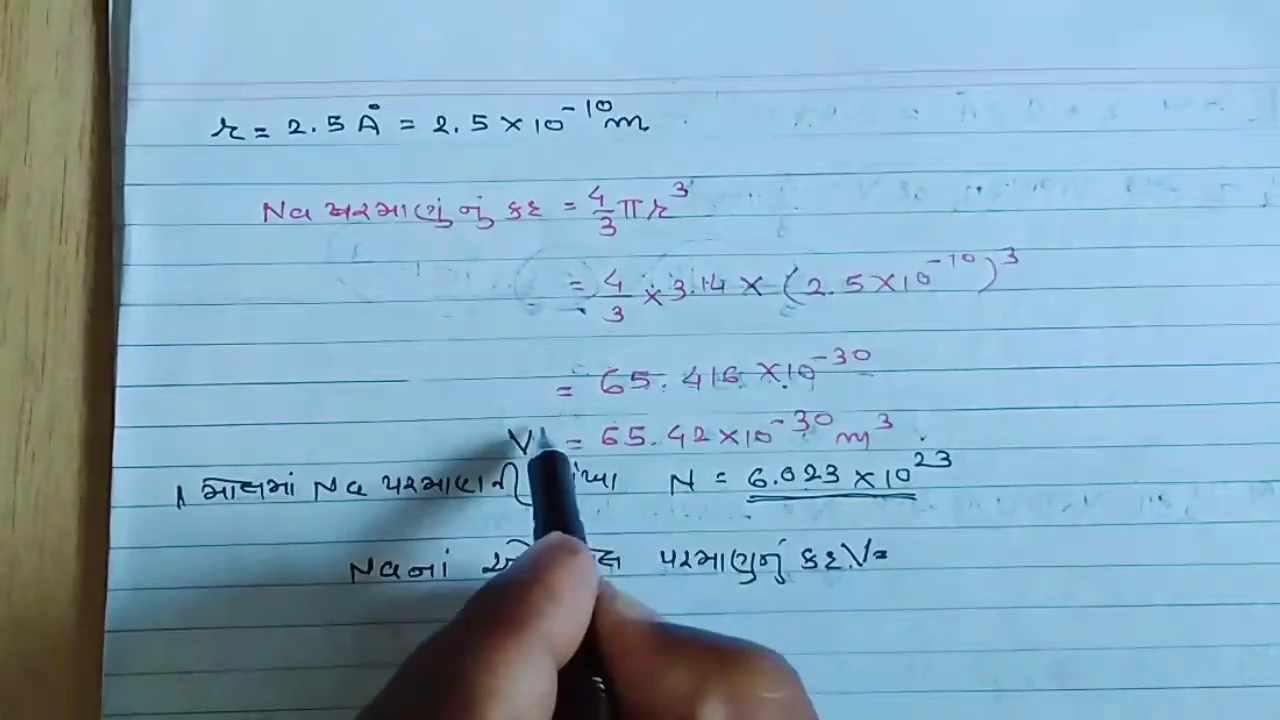 r = 2.5 Å = 2.5 × 10⁻¹⁰ m
Na પરમાણું નું કદ = 4/3 π r³
= 4/3 × 3.14 × (2.5 × 10⁻¹⁰)³
= 65.416 × 10⁻³⁰
V = 65.42 × 10⁻³⁰ m³
1 મોલમાં Na પરમાણુની N = 6.023 × 10²³
Na નાં પરમાણુનું કદ V =